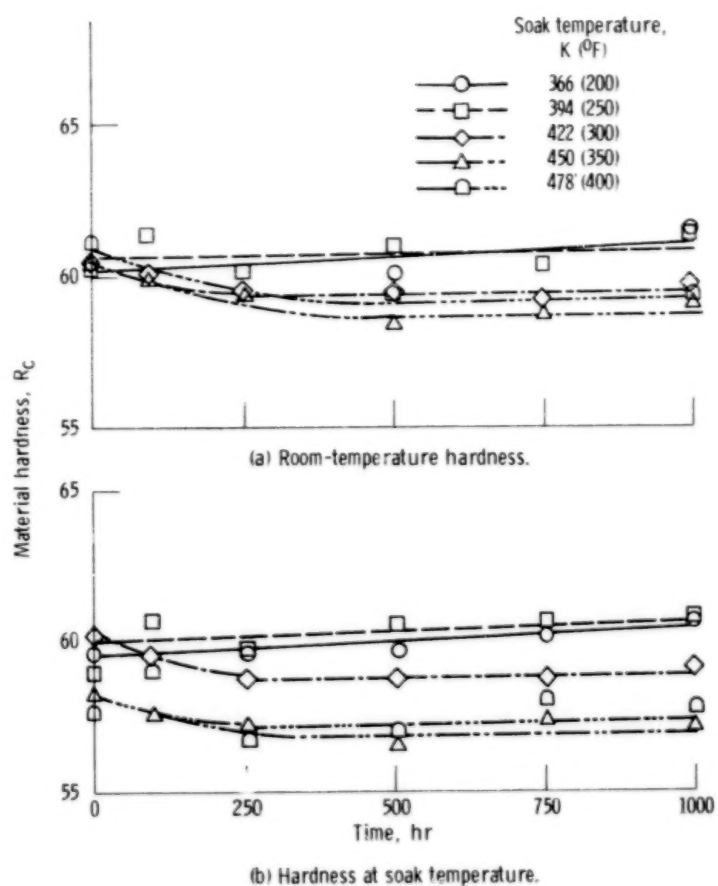 Soak temperature,
K (°F)
366 (200)
394 (250)
422 (300)
450 (350)
478 (400)
65
60
55
(a) Room-temperature hardness.
Material hardness, RC
65
60
55
0 250 500 750 1000
Time, hr
(b) Hardness at soak temperature.